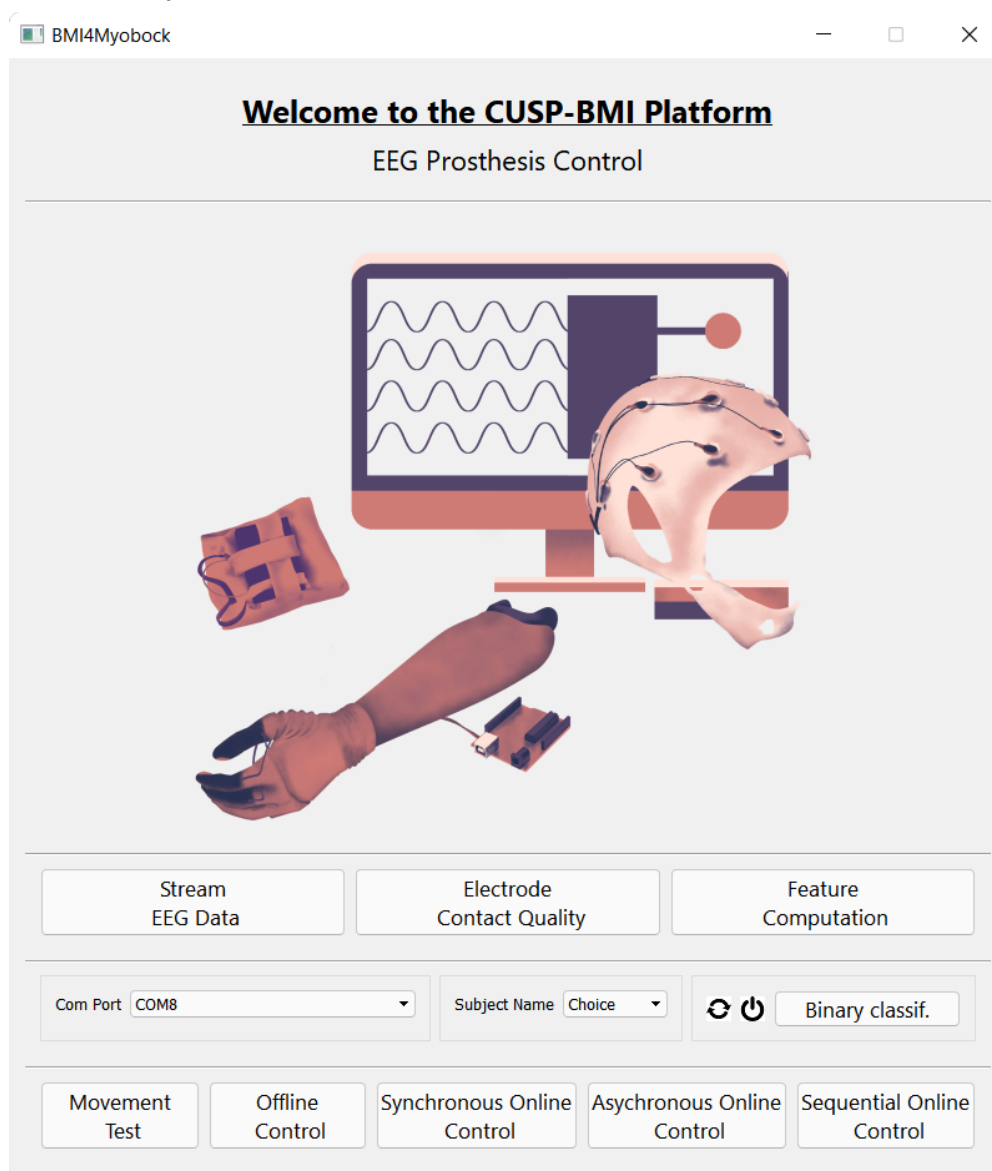 BMI4Myobock
Welcome to the CUSP-BMI Platform
EEG Prosthesis Control
Stream
EEG Data
Electrode
Contact Quality
Feature
Computation
Com Port COM8
Subject Name Choice
Binary classif.
Movement
Test
Offline
Control
Synchronous Online
Control
Asychronous Online
Control
Sequential Online
Control